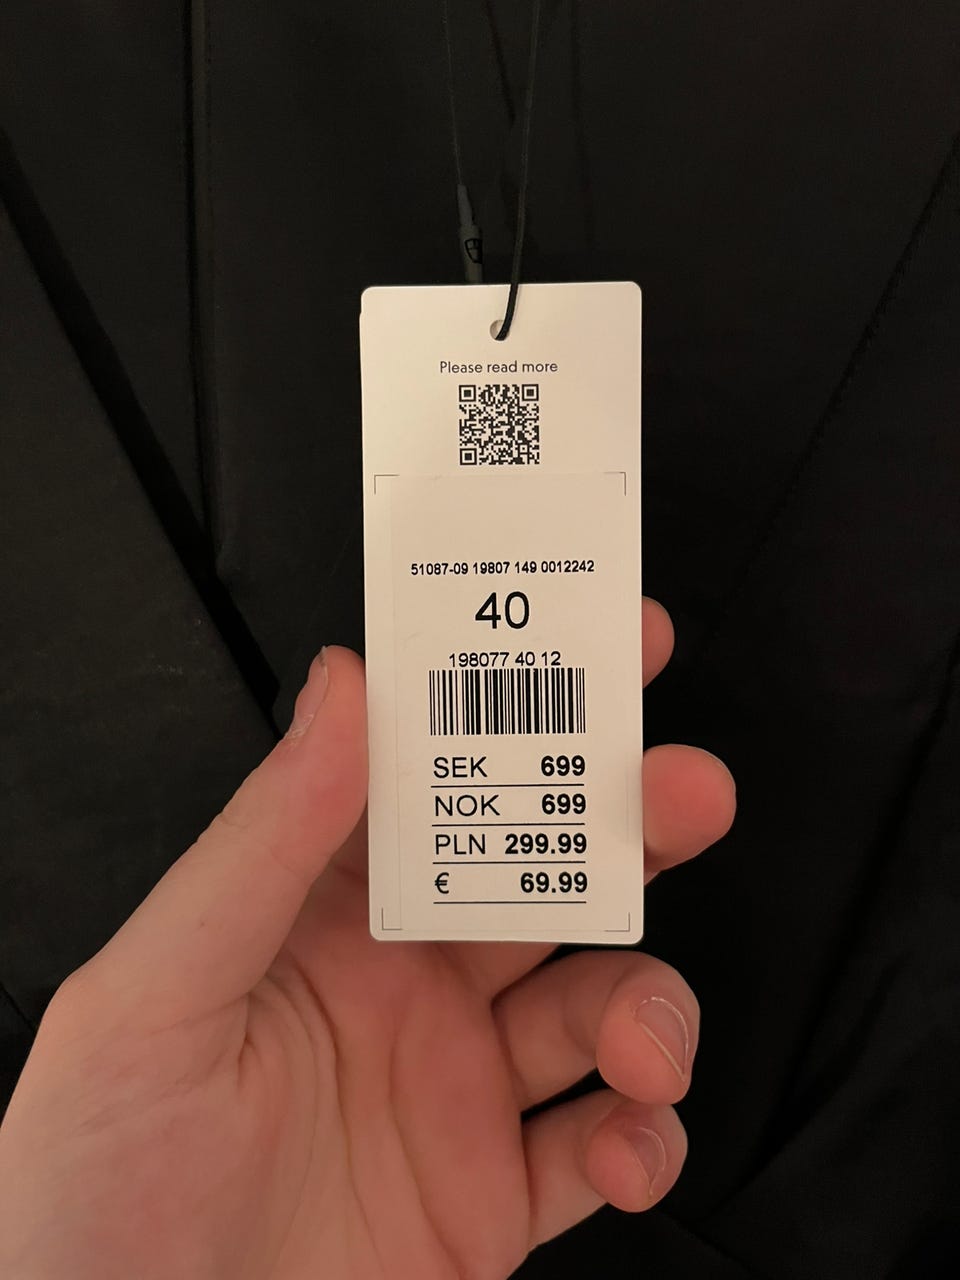 Please read more
51087-09 19807 149 0012242
40
198077 40 12
SEK 699
NOK 699
PLN 299.99
€ 69.99